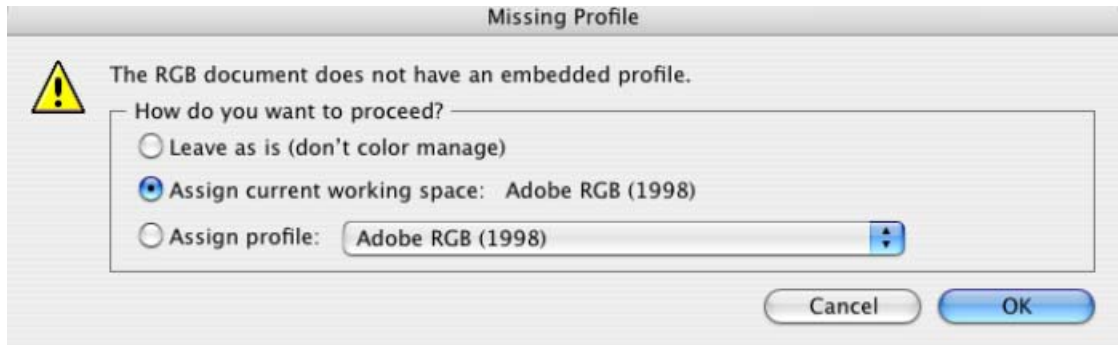 Missing Profile
The RGB document does not have an embedded profile.
How do you want to proceed?
Leave as is (don't color manage)
Assign current working space: Adobe RGB (1998)
Assign profile: Adobe RGB (1998)
Cancel OK